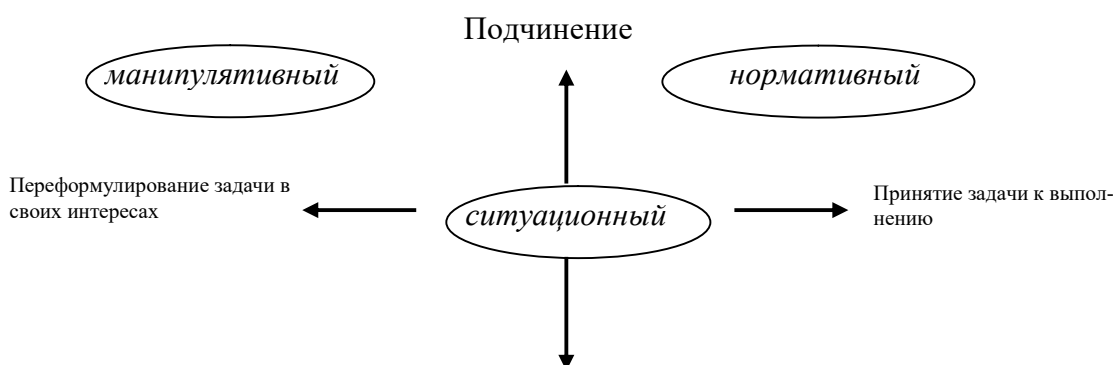 Подчинение
манипулятивный
нормативный
Переформулирование задачи в
своих интересах
ситуационный
Принятие задачи к выпол-
нению